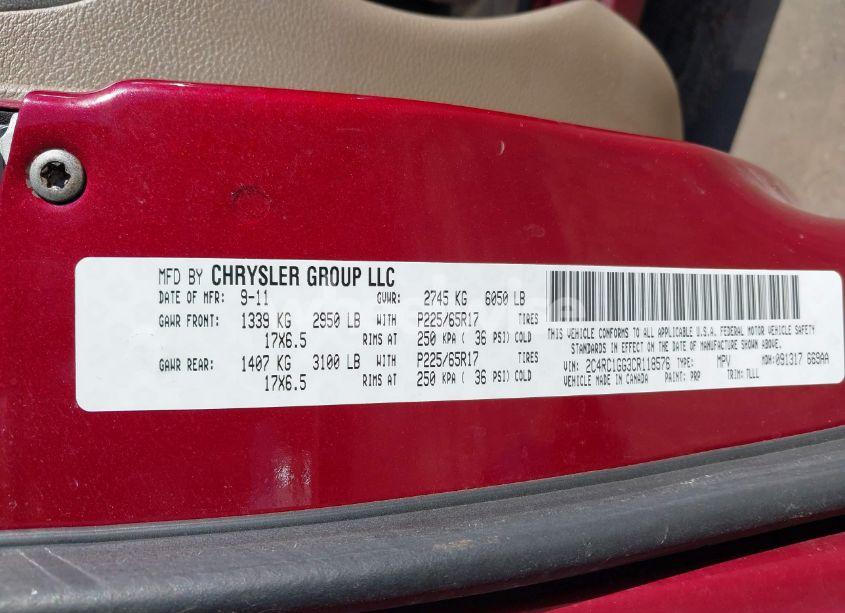 MFD BY CHRYSLER GROUP LLC
DATE OF MFR: 9-11 GVWR: 2745 KG 6050 LB
GAWR FRONT: 1339 KG 2950 LB WITH P225/65R17 TIRES
17X6.5 RIMS AT 250 KPA ( 36 PSI) COLD
GAWR REAR: 1407 KG 3100 LB WITH P225/65R17 TIRES
17X6.5 RIMS AT 250 KPA ( 36 PSI) COLD
THIS VEHICLE CONFORMS TO ALL APPLICABLE U.S.A. FEDERAL MOTOR VEHICLE SAFETY
STANDARDS IN EFFECT ON THE DATE OF MANUFACTURE SHOWN ABOVE.
VIN: 2C4RC1GG3CR118576 TYPE: MPV MDH: 091317 669AA
VEHICLE MADE IN CANADA PAINT: PRP TRIM: TLLL